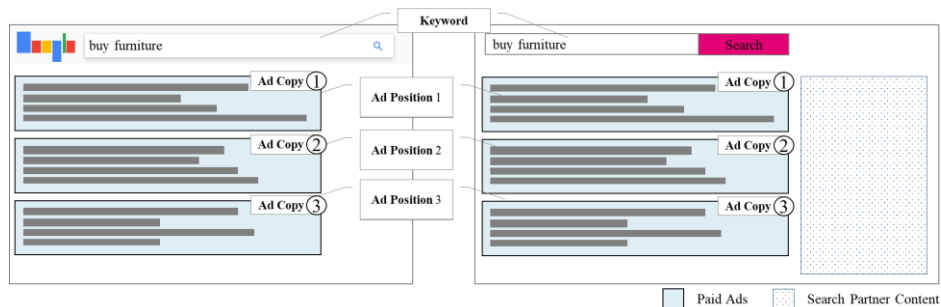 Keyword
buy furniture
buy furniture Search
Ad Copy 1
Ad Position 1
Ad Copy 1
Ad Copy 2
Ad Position 2
Ad Copy 2
Ad Copy 3
Ad Position 3
Ad Copy 3
Paid Ads
Search Partner Content